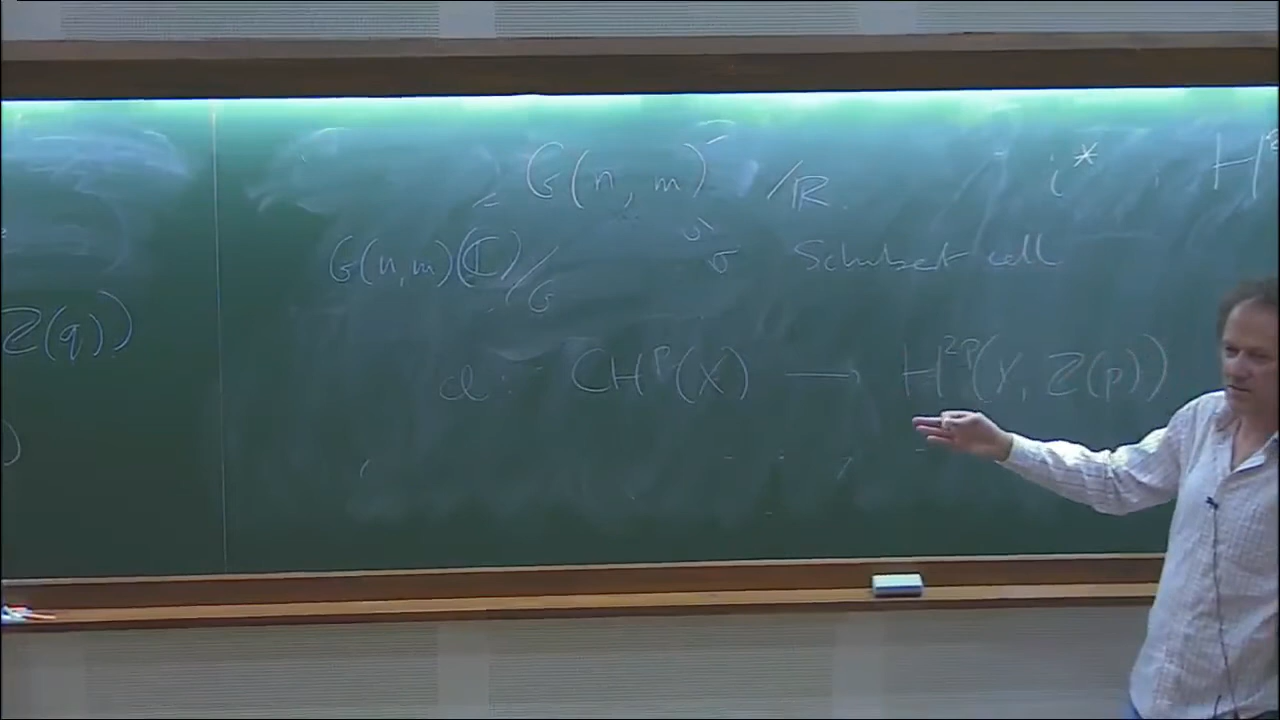 G(n, m) /ℝ
i* H
G(n,m)(ℂ)/G
σ Schubert cell
Z(q))
cl : CH^p(X) ⟶ H^{2p}(Y, Z(p))
)